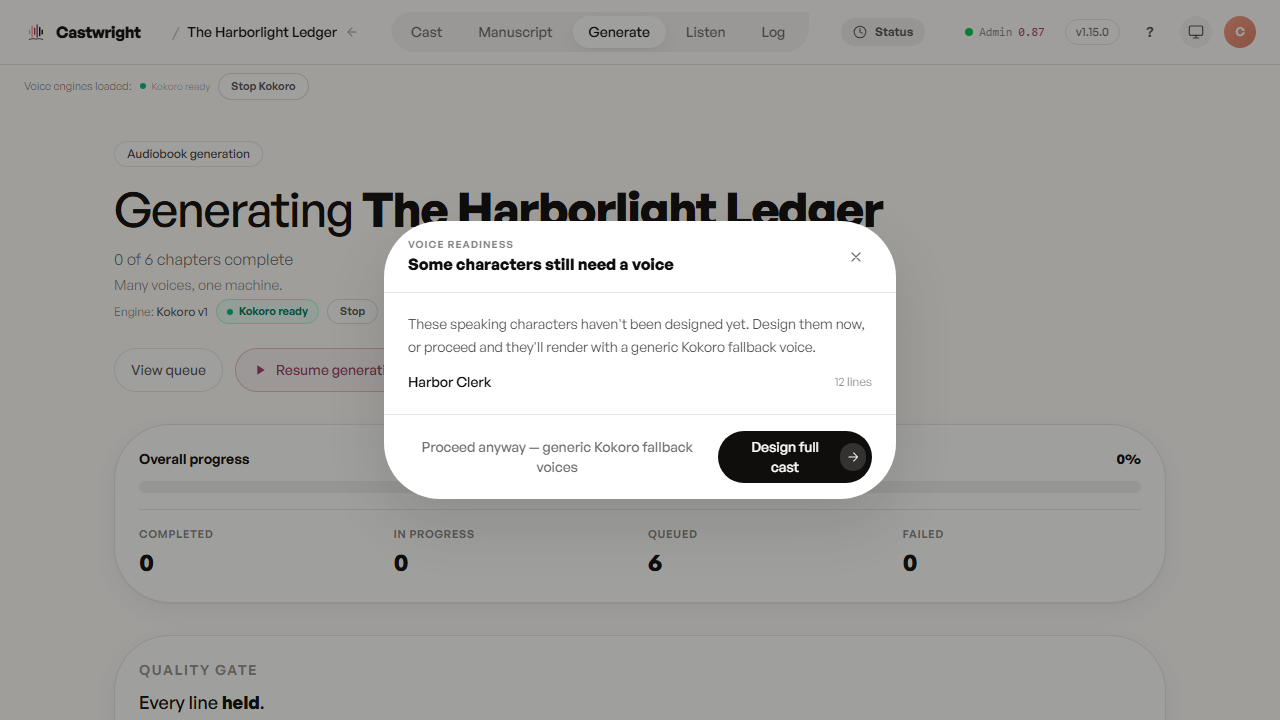 Castwright / The Harborlight Ledger ← Cast Manuscript Generate Listen Log Status Admin 0.87 v1.15.0 ? C
Voice engines loaded: Kokoro ready Stop Kokoro
Audiobook generation
Generating The Harborlight Ledger
0 of 6 chapters complete
Many voices, one machine.
Engine: Kokoro v1 Kokoro ready Stop
View queue Resume generati
VOICE READINESS
Some characters still need a voice
These speaking characters haven't been designed yet. Design them now,
or proceed and they'll render with a generic Kokoro fallback voice.
Harbor Clerk 12 lines
Proceed anyway — generic Kokoro fallback
voices
Design full
cast
Overall progress 0%
COMPLETED IN PROGRESS QUEUED FAILED
0 0 6 0
QUALITY GATE
Every line held.